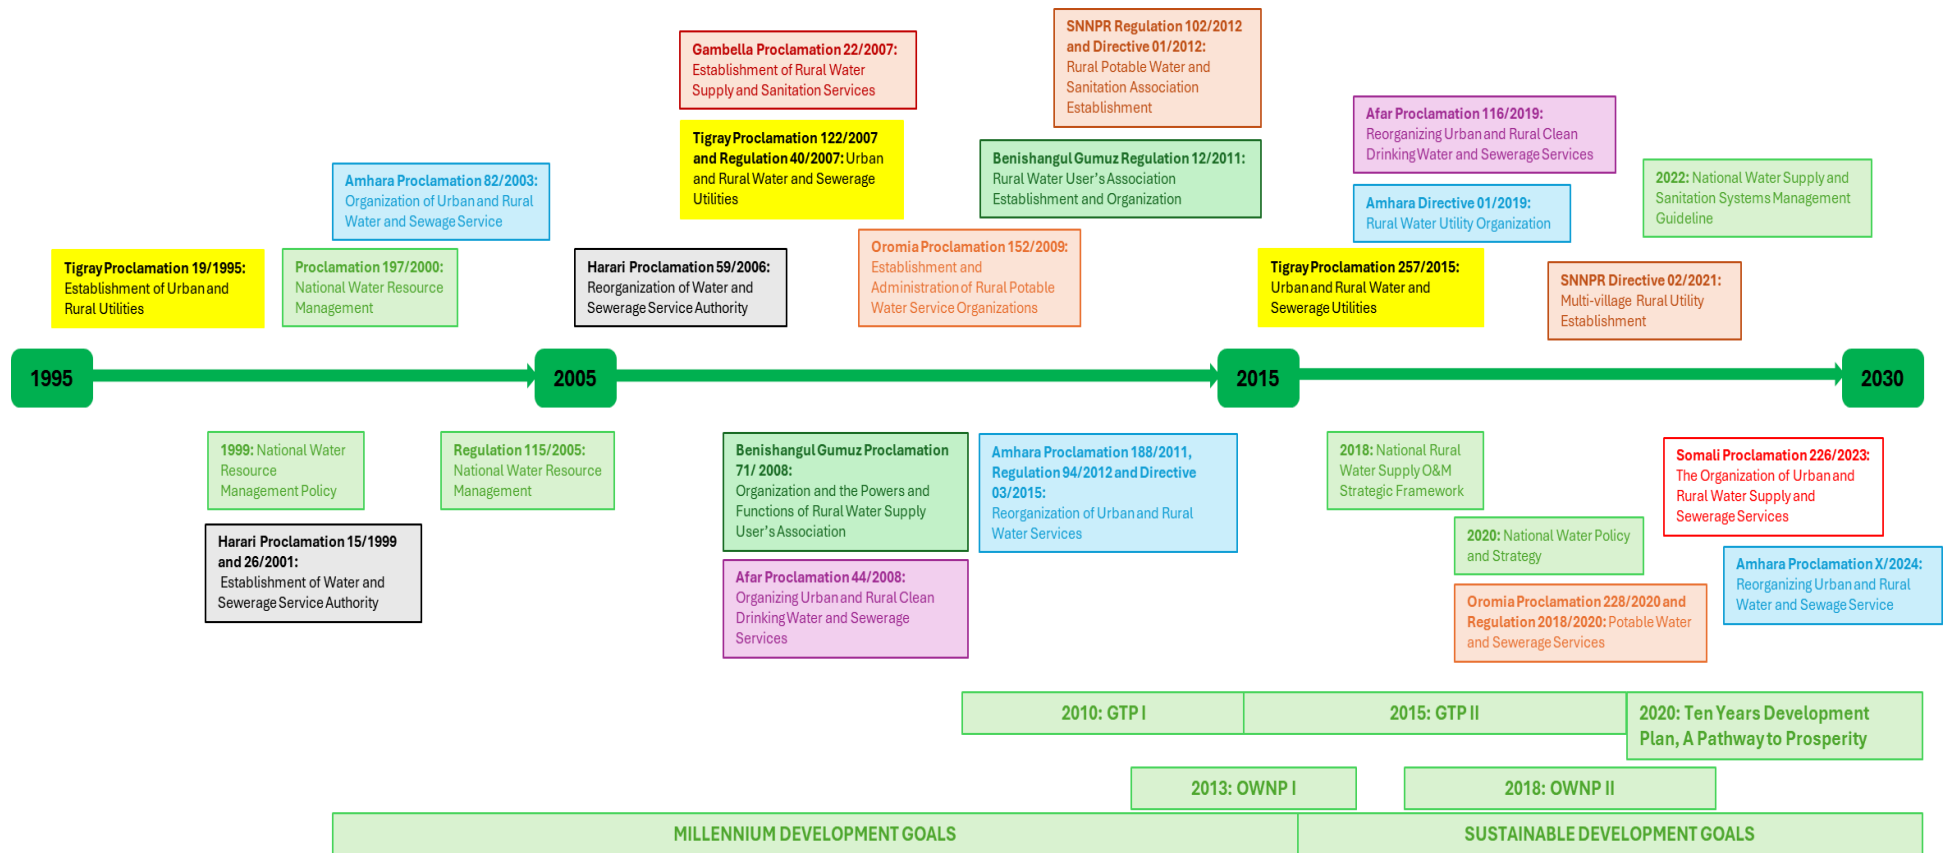 SNNPR Regulation 102/2012
and Directive 01/2012:
Rural Potable Water and
Sanitation Association
Establishment
Gambella Proclamation 22/2007:
Establishment of Rural Water
Supply and Sanitation Services
Afar Proclamation 116/2019:
Reorganizing Urban and Rural Clean
Drinking Water and Sewerage Services
Tigray Proclamation 122/2007
and Regulation 40/2007: Urban
and Rural Water and Sewerage
Utilities
Benishangul Gumuz Regulation 12/2011:
Rural Water User's Association
Establishment and Organization
2022: National Water Supply and
Sanitation Systems Management
Guideline
Amhara Proclamation 82/2003:
Organization of Urban and Rural
Water and Sewage Service
Amhara Directive 01/2019:
Rural Water Utility Organization
Oromia Proclamation 152/2009:
Establishment and
Administration of Rural Potable
Water Service Organizations
Tigray Proclamation 19/1995:
Establishment of Urban and
Rural Utilities
Proclamation 197/2000:
National Water Resource
Management
Harari Proclamation 59/2006:
Reorganization of Water and
Sewerage Service Authority
Tigray Proclamation 257/2015:
Urban and Rural Water and
Sewerage Utilities
SNNPR Directive 02/2021:
Multi-village Rural Utility
Establishment
1995
2005
2015
2030
1999: National Water
Resource
Management Policy
Regulation 115/2005:
National Water Resource
Management
Benishangul Gumuz Proclamation
71/ 2008:
Organization and the Powers and
Functions of Rural Water Supply
User's Association
Amhara Proclamation 188/2011,
Regulation 94/2012 and Directive
03/2015:
Reorganization of Urban and Rural
Water Services
2018: National Rural
Water Supply O&M
Strategic Framework
Somali Proclamation 226/2023:
The Organization of Urban and
Rural Water Supply and
Sewerage Services
Harari Proclamation 15/1999
and 26/2001:
Establishment of Water and
Sewerage Service Authority
2020: National Water Policy
and Strategy
Amhara Proclamation X/2024:
Reorganizing Urban and Rural
Water and Sewage Service
Afar Proclamation 44/2008:
Organizing Urban and Rural Clean
Drinking Water and Sewerage
Services
Oromia Proclamation 228/2020 and
Regulation 2018/2020: Potable Water
and Sewerage Services
2010: GTP I
2015: GTP II
2020: Ten Years Development
Plan, A Pathway to Prosperity
2013: OWNP I
2018: OWNP II
MILLENNIUM DEVELOPMENT GOALS
SUSTAINABLE DEVELOPMENT GOALS